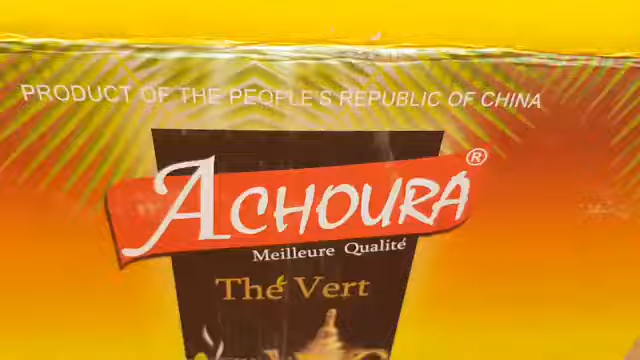 PRODUCT OF THE PEOPLE'S REPUBLIC OF CHINA
ACHOURA®
Meilleure Qualité
Thé Vert